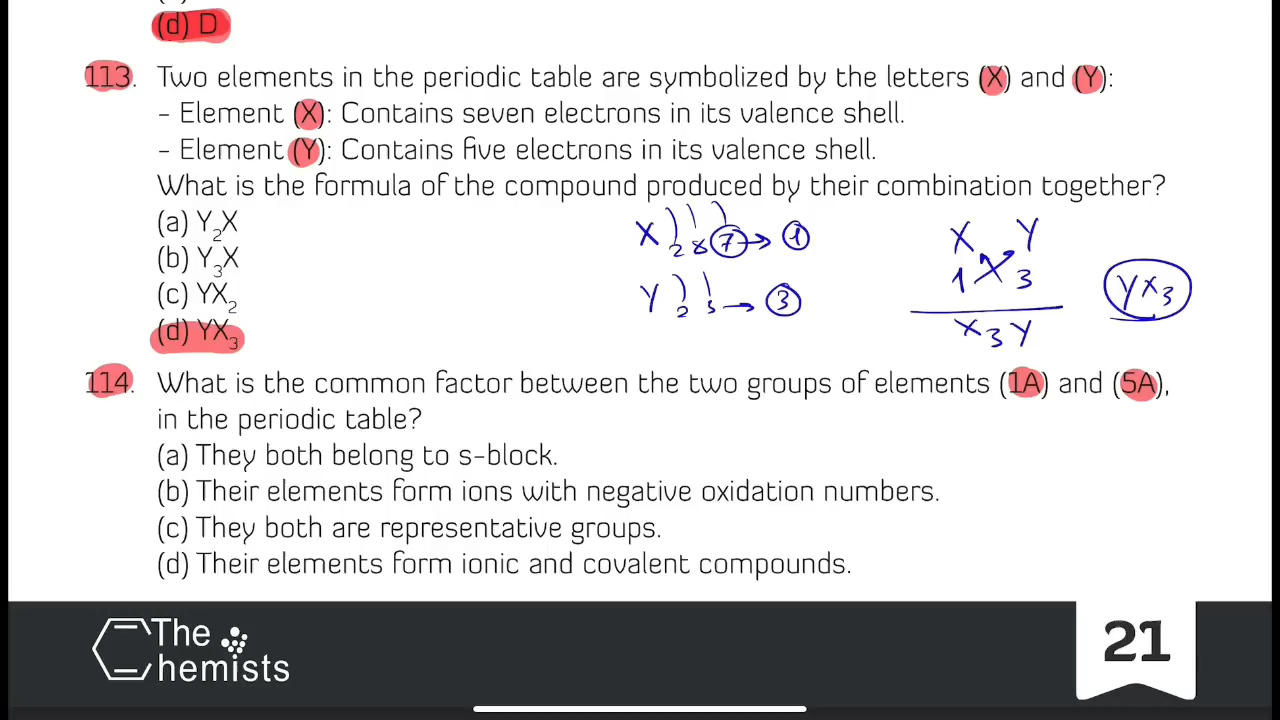 (d) D
113. Two elements in the periodic table are symbolized by the letters (X) and (Y):
- Element (X): Contains seven electrons in its valence shell.
- Element (Y): Contains five electrons in its valence shell.
What is the formula of the compound produced by their combination together?
(a) Y₂X
(b) Y₃X
(c) YX₂
(d) YX₃
X 2 8 7 → 1
Y 2 5 → 3
X Y
1 3
X₃Y
YX₃
114. What is the common factor between the two groups of elements (1A) and (5A),
in the periodic table?
(a) They both belong to s-block.
(b) Their elements form ions with negative oxidation numbers.
(c) They both are representative groups.
(d) Their elements form ionic and covalent compounds.
The
Chemists
21